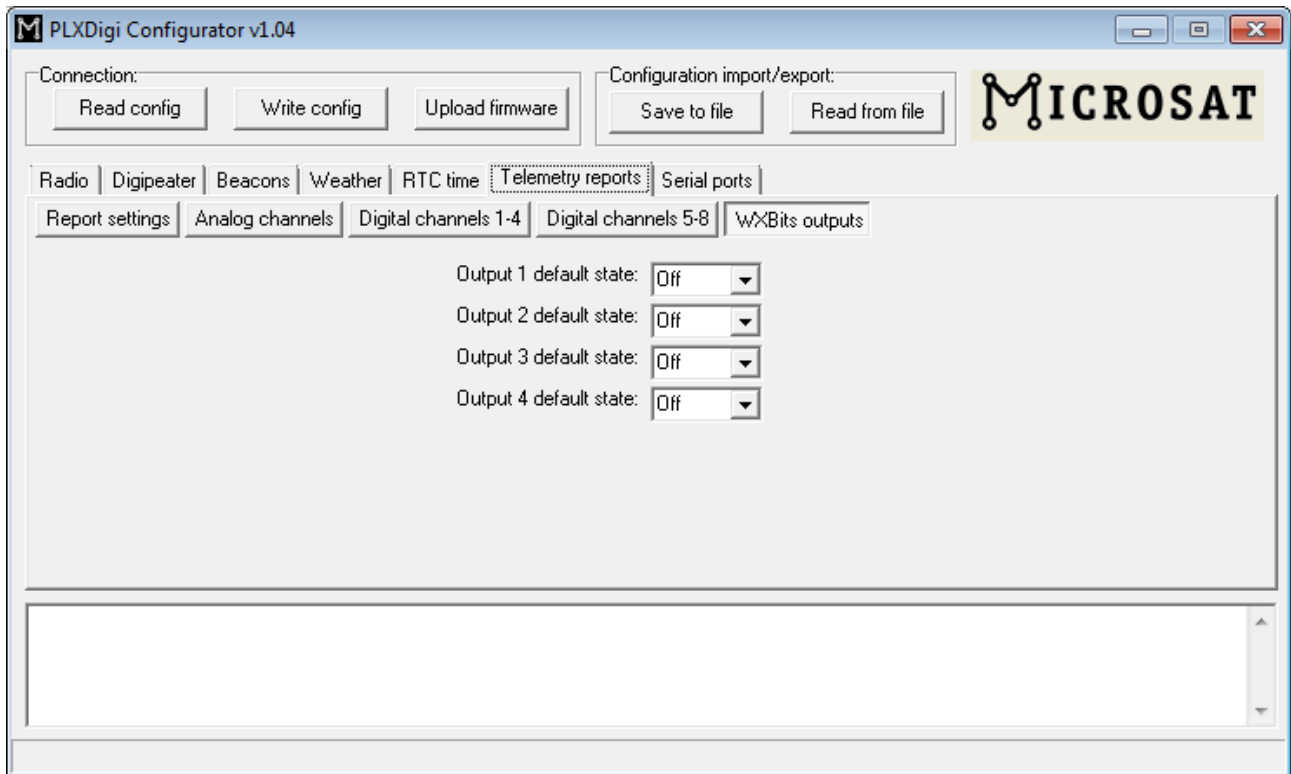 PLXDigi Configurator v1.04
Connection:
Read config
Write config
Upload firmware
Configuration import/export:
Save to file
Read from file
MICROSAT
Radio
Digipeater
Beacons
Weather
RTC time
Telemetry reports
Serial ports
Report settings
Analog channels
Digital channels 1-4
Digital channels 5-8
WXBits outputs
Output 1 default state: Off
Output 2 default state: Off
Output 3 default state: Off
Output 4 default state: Off